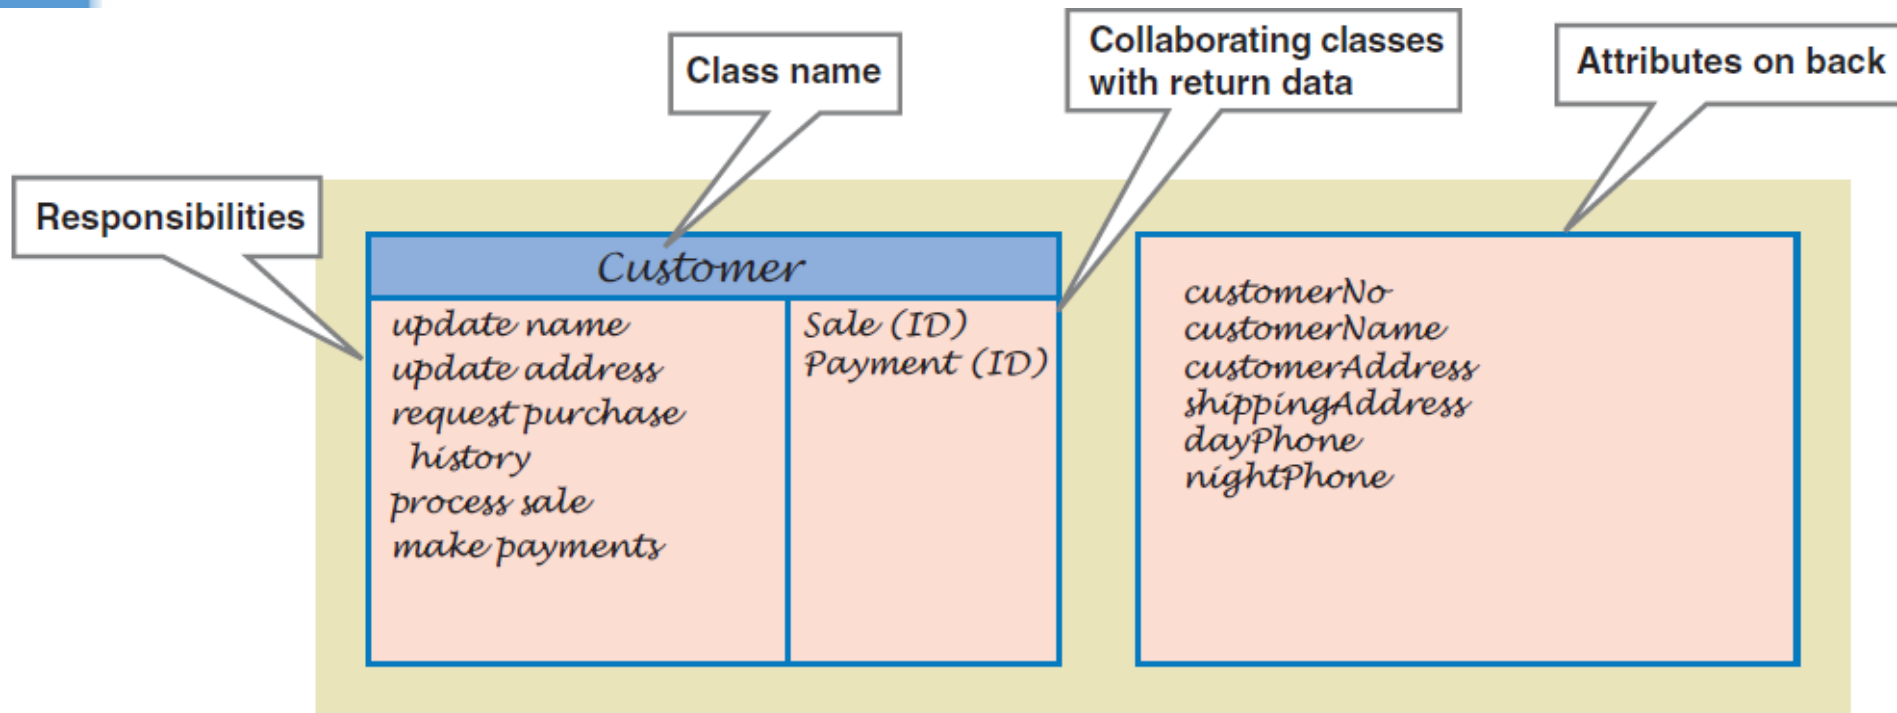 Class name
Collaborating classes
with return data
Attributes on back
Responsibilities
Customer
update name
update address
request purchase
history
process sale
make payments
Sale (ID)
Payment (ID)
customerNo
customerName
customerAddress
shippingAddress
dayPhone
nightPhone